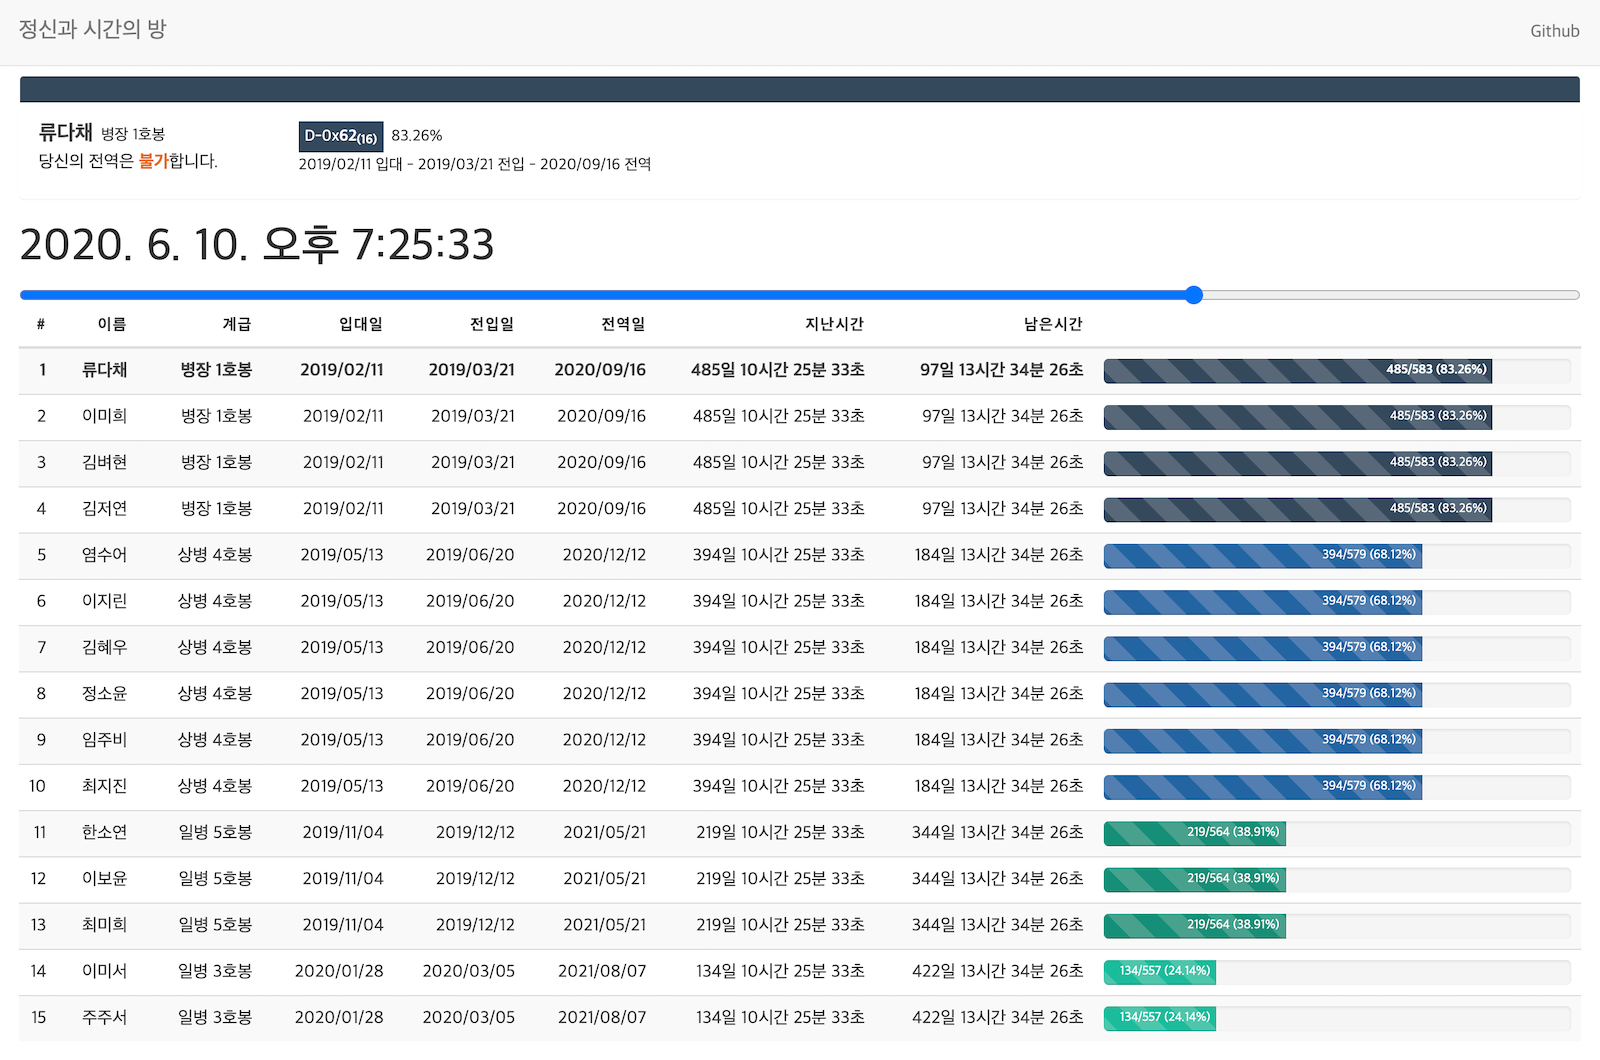 정신과 시간의 방 Github
류다채 병장 1호봉 D-0x62(16) 83.26%
당신의 전역은 불가합니다. 2019/02/11 입대 - 2019/03/21 전입 - 2020/09/16 전역
2020. 6. 10. 오후 7:25:33
# 이름 계급 입대일 전입일 전역일 지난시간 남은시간
1 류다채 병장 1호봉 2019/02/11 2019/03/21 2020/09/16 485일 10시간 25분 33초 97일 13시간 34분 26초 485/583 (83.26%)
2 이미희 병장 1호봉 2019/02/11 2019/03/21 2020/09/16 485일 10시간 25분 33초 97일 13시간 34분 26초 485/583 (83.26%)
3 김벼현 병장 1호봉 2019/02/11 2019/03/21 2020/09/16 485일 10시간 25분 33초 97일 13시간 34분 26초 485/583 (83.26%)
4 김저연 병장 1호봉 2019/02/11 2019/03/21 2020/09/16 485일 10시간 25분 33초 97일 13시간 34분 26초 485/583 (83.26%)
5 염수어 상병 4호봉 2019/05/13 2019/06/20 2020/12/12 394일 10시간 25분 33초 184일 13시간 34분 26초 394/579 (68.12%)
6 이지린 상병 4호봉 2019/05/13 2019/06/20 2020/12/12 394일 10시간 25분 33초 184일 13시간 34분 26초 394/579 (68.12%)
7 김혜우 상병 4호봉 2019/05/13 2019/06/20 2020/12/12 394일 10시간 25분 33초 184일 13시간 34분 26초 394/579 (68.12%)
8 정소윤 상병 4호봉 2019/05/13 2019/06/20 2020/12/12 394일 10시간 25분 33초 184일 13시간 34분 26초 394/579 (68.12%)
9 임주비 상병 4호봉 2019/05/13 2019/06/20 2020/12/12 394일 10시간 25분 33초 184일 13시간 34분 26초 394/579 (68.12%)
10 최지진 상병 4호봉 2019/05/13 2019/06/20 2020/12/12 394일 10시간 25분 33초 184일 13시간 34분 26초 394/579 (68.12%)
11 한소연 일병 5호봉 2019/11/04 2019/12/12 2021/05/21 219일 10시간 25분 33초 344일 13시간 34분 26초 219/564 (38.91%)
12 이보윤 일병 5호봉 2019/11/04 2019/12/12 2021/05/21 219일 10시간 25분 33초 344일 13시간 34분 26초 219/564 (38.91%)
13 최미희 일병 5호봉 2019/11/04 2019/12/12 2021/05/21 219일 10시간 25분 33초 344일 13시간 34분 26초 219/564 (38.91%)
14 이미서 일병 3호봉 2020/01/28 2020/03/05 2021/08/07 134일 10시간 25분 33초 422일 13시간 34분 26초 134/557 (24.14%)
15 주주서 일병 3호봉 2020/01/28 2020/03/05 2021/08/07 134일 10시간 25분 33초 422일 13시간 34분 26초 134/557 (24.14%)